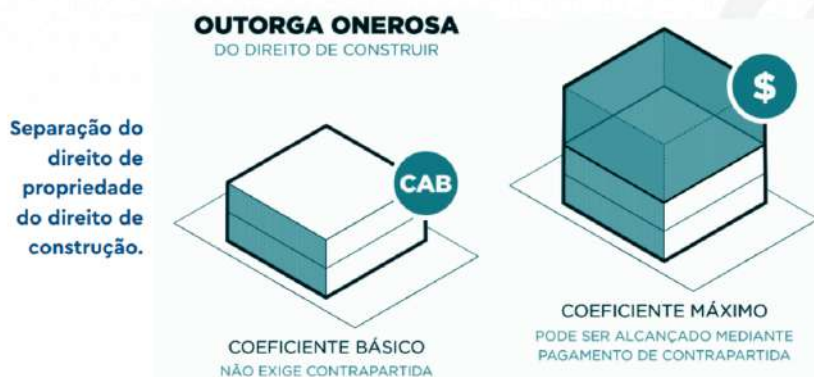 OUTORGA ONEROSA
DO DIREITO DE CONSTRUIR
Separação do
direito de
propriedade
do direito de
construção.
CAB
COEFICIENTE BÁSICO
NÃO EXIGE CONTRAPARTIDA
$
COEFICIENTE MÁXIMO
PODE SER ALCANÇADO MEDIANTE
PAGAMENTO DE CONTRAPARTIDA